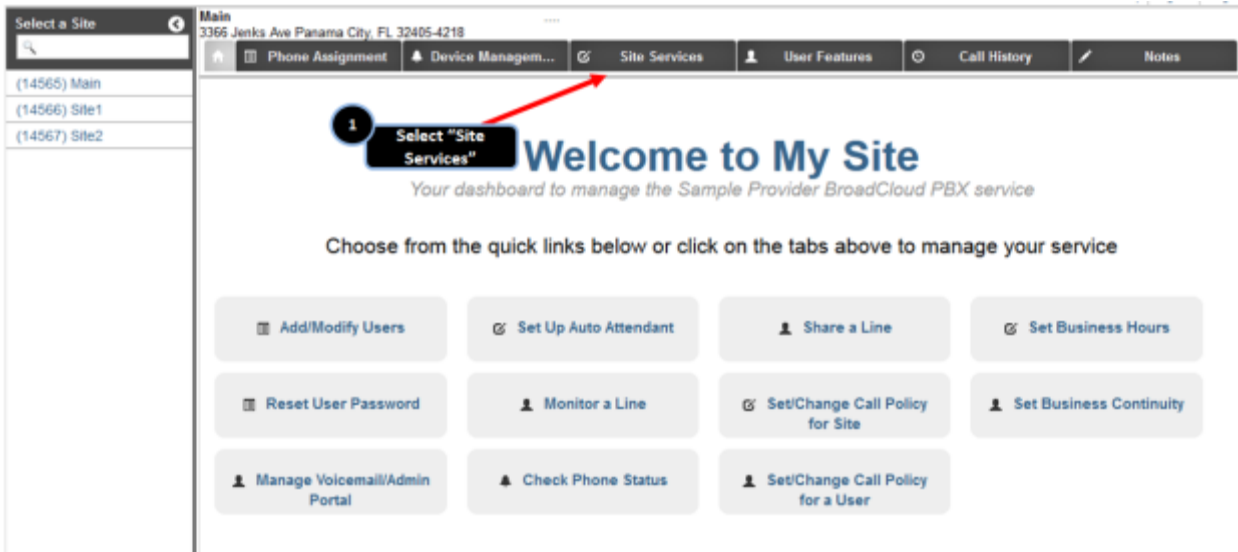 Select a Site
(14565) Main
(14566) Site1
(14567) Site2
Main
3366 Jenks Ave Panama City, FL 32405-4218
Phone Assignment
Device Managem...
Site Services
User Features
Call History
Notes
1
Select "Site
Services"
Welcome to My Site
Your dashboard to manage the Sample Provider BroadCloud PBX service
Choose from the quick links below or click on the tabs above to manage your service
Add/Modify Users
Set Up Auto Attendant
Share a Line
Set Business Hours
Reset User Password
Monitor a Line
Set/Change Call Policy
for Site
Set Business Continuity
Manage Voicemail/Admin
Portal
Check Phone Status
Set/Change Call Policy
for a User